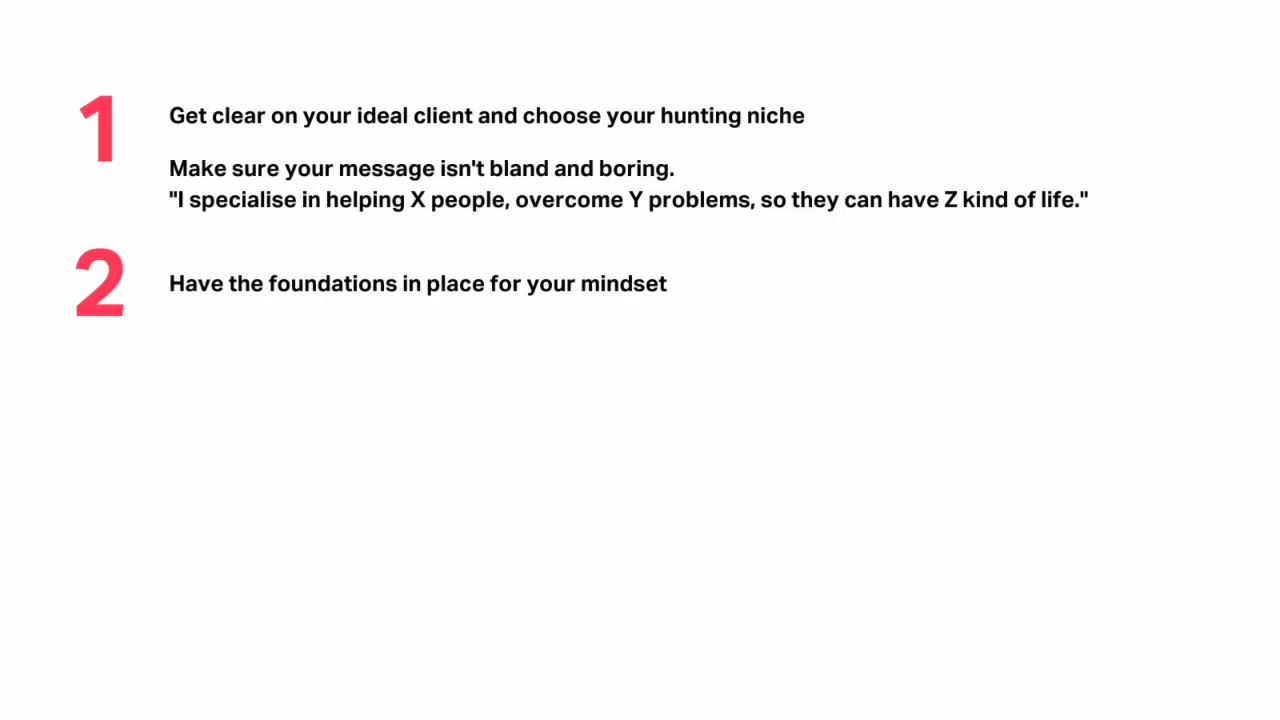 1
Get clear on your ideal client and choose your hunting niche
Make sure your message isn't bland and boring.
"I specialise in helping X people, overcome Y problems, so they can have Z kind of life."
2
Have the foundations in place for your mindset